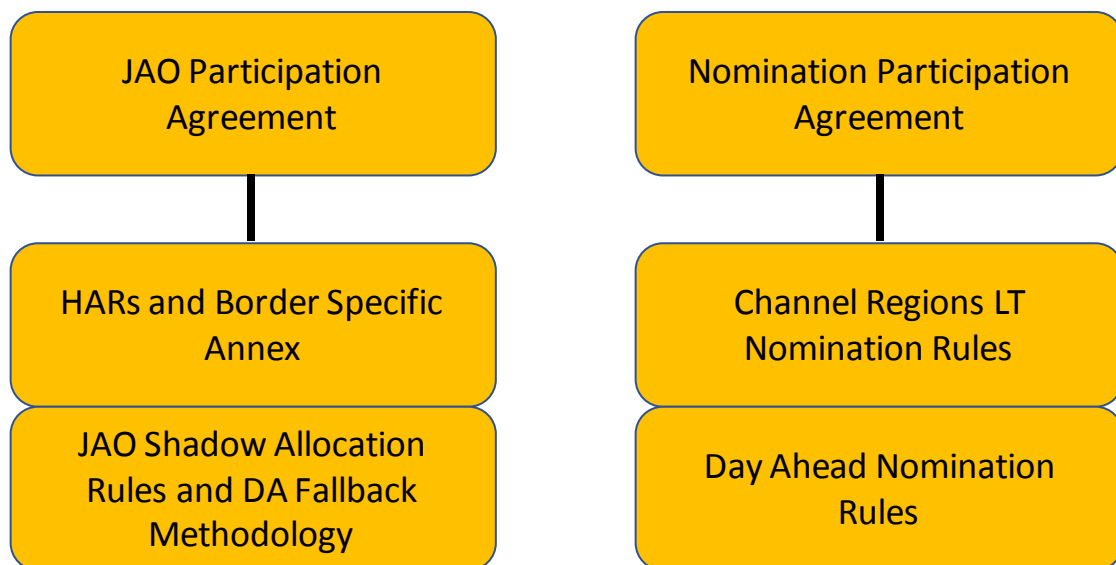 JAO Participation
Agreement
HARs and Border Specific
Annex
JAO Shadow Allocation
Rules and DA Fallback
Methodology
Nomination Participation
Agreement
Channel Regions LT
Nomination Rules
Day Ahead Nomination
Rules